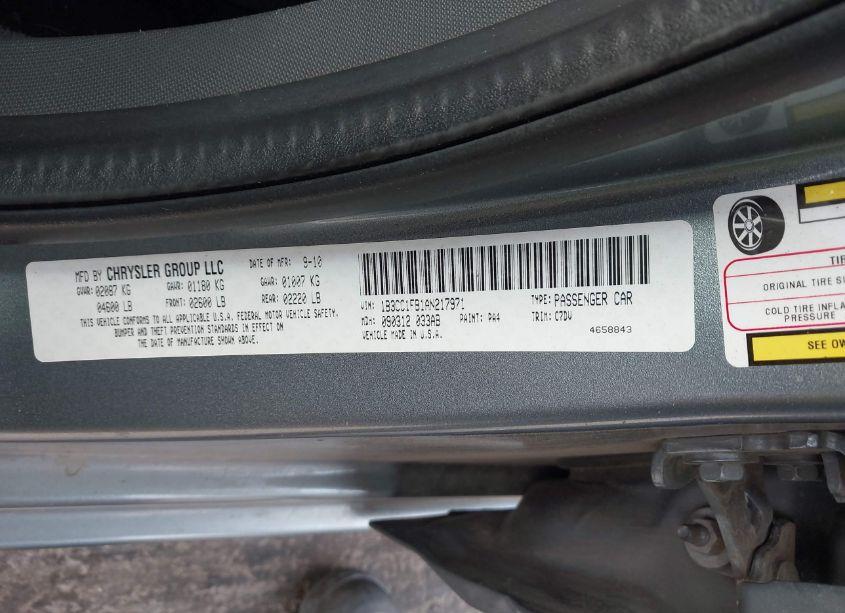 MFD BY CHRYSLER GROUP LLC DATE OF MFR: 9-10
GVWR: 02087 KG GAWR: 01180 KG GAWR: 01007 KG
04600 LB FRONT: 02600 LB REAR: 02220 LB
THIS VEHICLE CONFORMS TO ALL APPLICABLE U.S.A. FEDERAL MOTOR VEHICLE SAFETY,
BUMPER AND THEFT PREVENTION STANDARDS IN EFFECT ON
THE DATE OF MANUFACTURE SHOWN ABOVE.
VIN: 1B3CC1FB1AN217971 TYPE: PASSENGER CAR
MDH: 090312 033AB PAINT: PA4 TRIM: C7DV
VEHICLE MADE IN U.S.A. 4658843
TIR
ORIGINAL TIRE S
COLD TIRE INFLA
PRESSURE
SEE OW